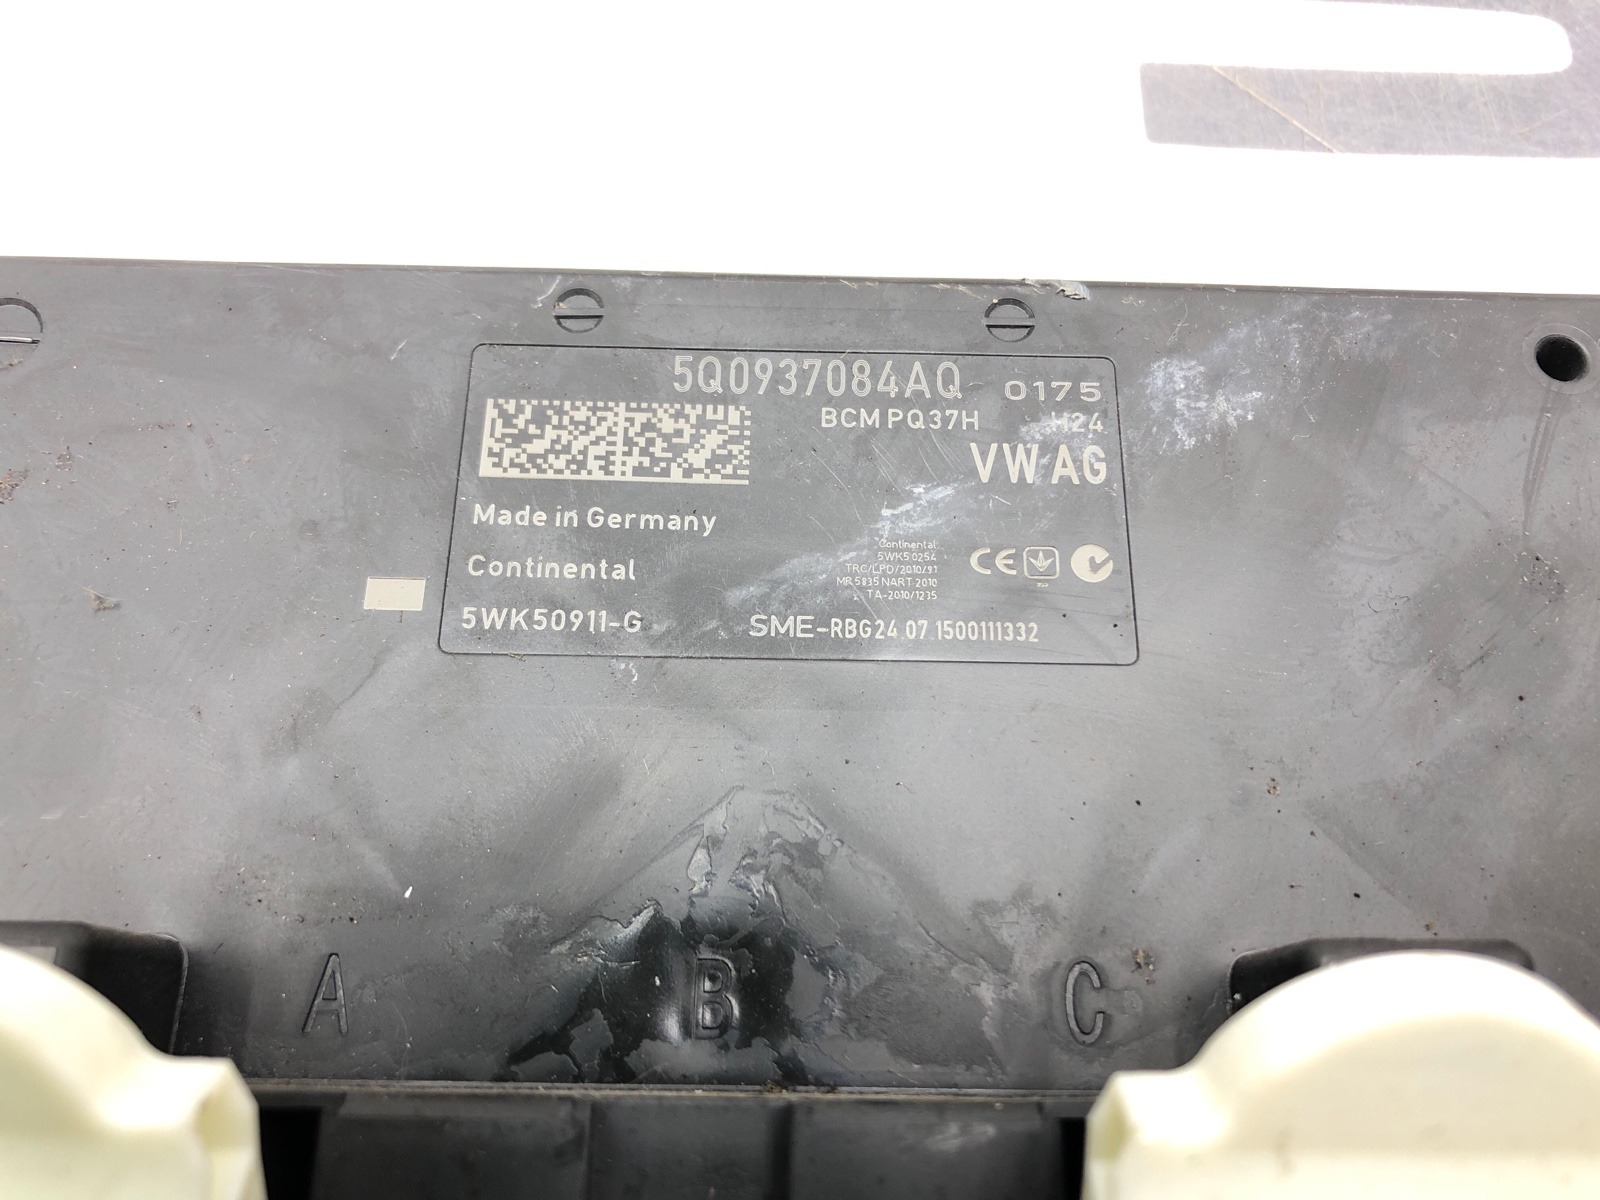 5Q0937084AQ 0175
BCM PQ37H H24
VW AG
Made in Germany
Continental
5WK50254
TRC/LPD/2010/91
MR 5835 NART 2010
TA-2010/1235
CE
Continental
5WK50911-G SME-RBG24.07.1500111332
A B C